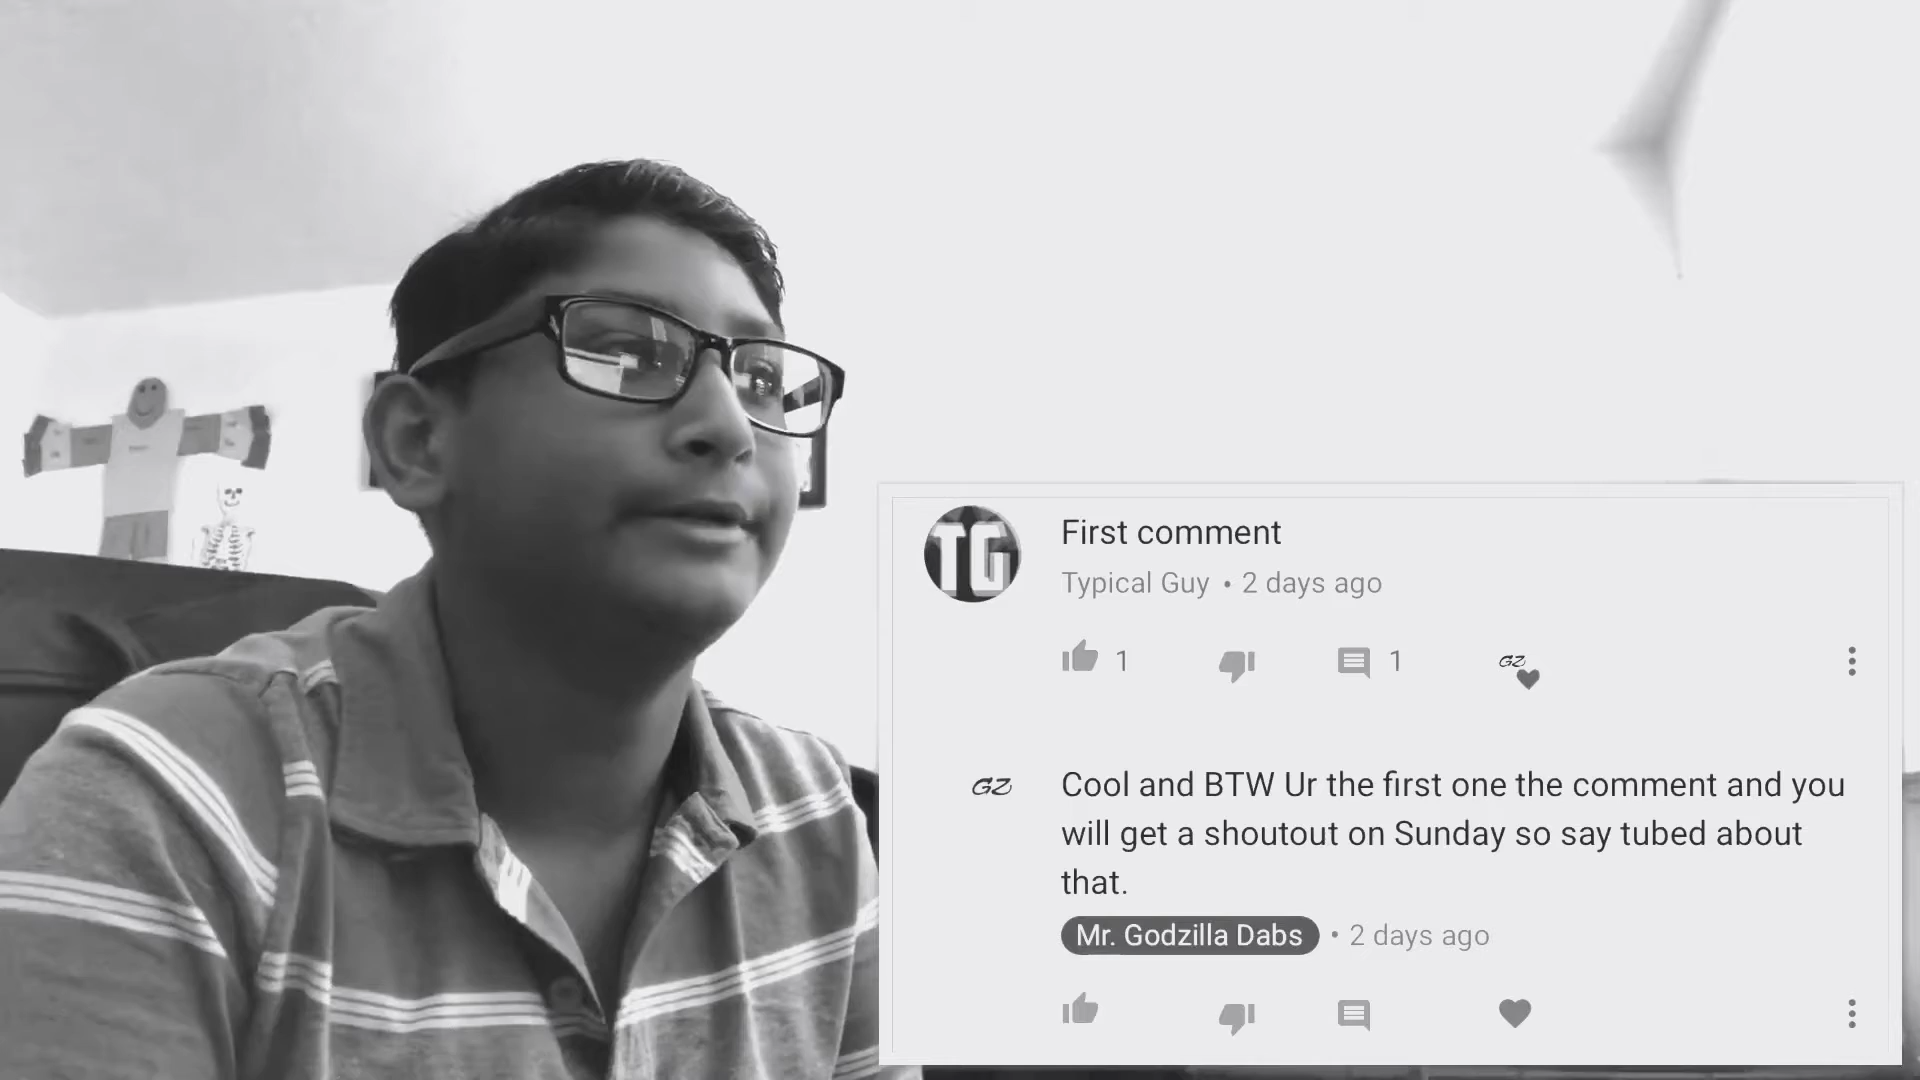 TG
First comment
Typical Guy • 2 days ago
1
1
GZ
GZ
Cool and BTW Ur the first one the comment and you
will get a shoutout on Sunday so say tubed about
that.
Mr. Godzilla Dabs • 2 days ago